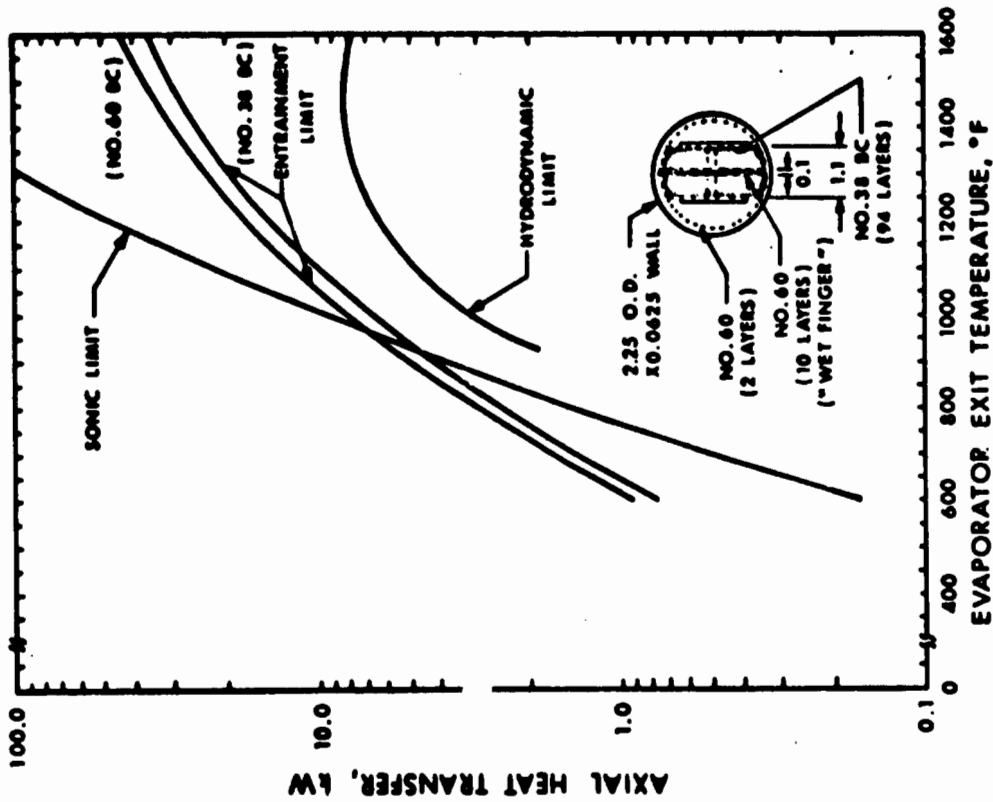 AXIAL HEAT TRANSFER, kW
100.0
10.0
1.0
0.1
SONIC LIMIT
(NO.60 BC)
(NO.38 BC)
ENTRAINMENT
LIMIT
HYDRODYNAMIC
LIMIT
2.25 O.D.
X0.0625 WALL
NO.60
(2 LAYERS)
NO.60
(10 LAYERS)
("WET FINGER")
0.1
1.1
NO.38 BC
(94 LAYERS)
0
400
600
800
1000
1200
1400
1600
EVAPORATOR EXIT TEMPERATURE, °F